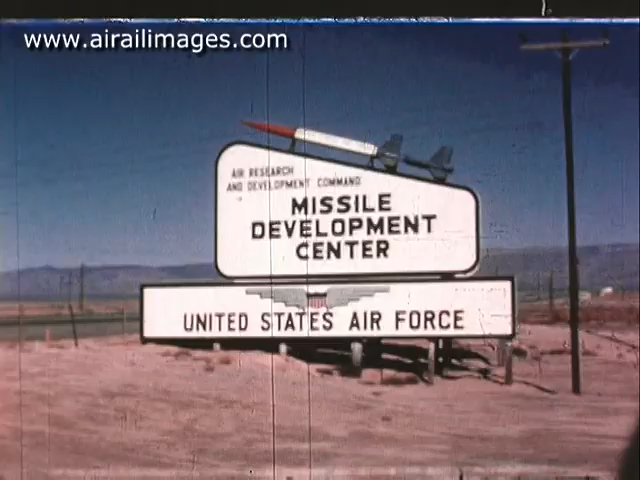 www.airailimages.com
AIR RESEARCH
AND DEVELOPMENT COMMAND
MISSILE
DEVELOPMENT
CENTER
UNITED STATES AIR FORCE